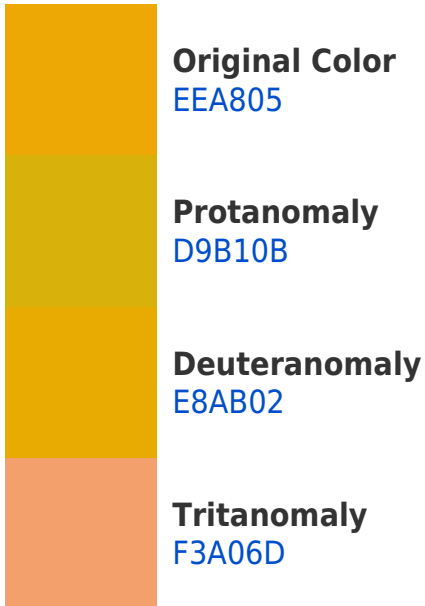 Original Color
EEA805
Protanomaly
D9B10B
Deuteranomaly
E8AB02
Tritanomaly
F3A06D